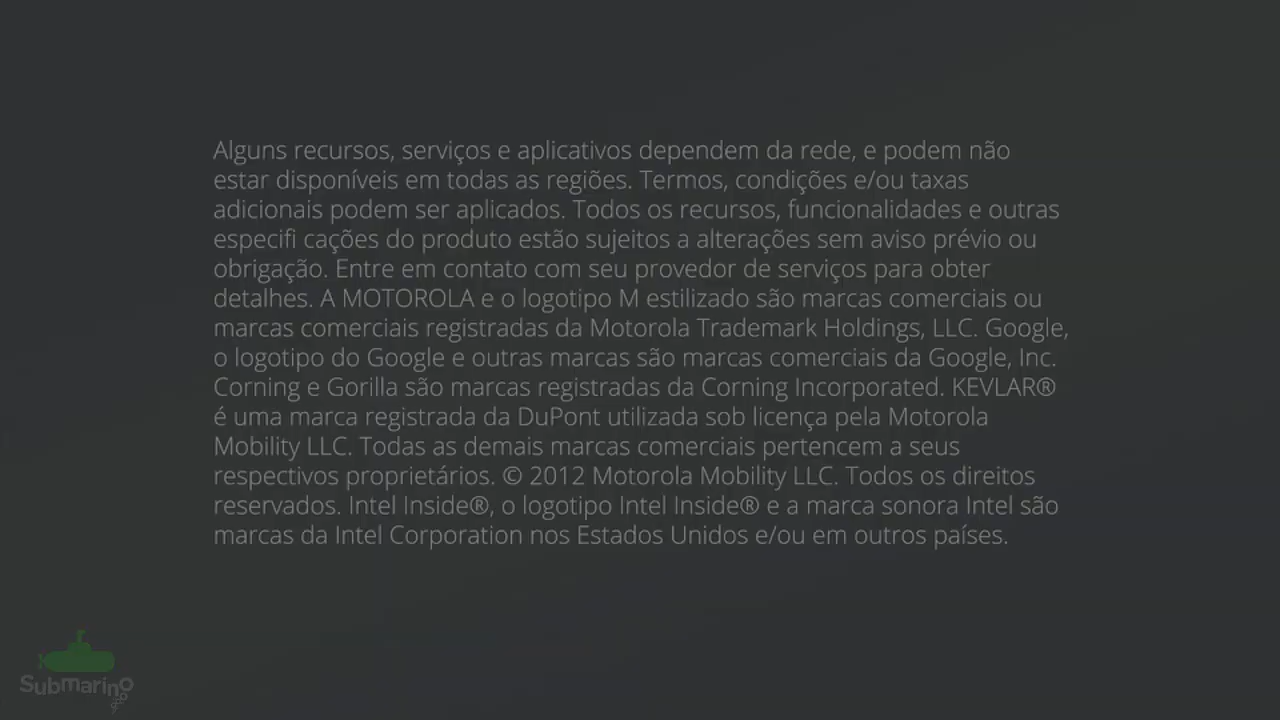 Alguns recursos, serviços e aplicativos dependem da rede, e podem não
estar disponíveis em todas as regiões. Termos, condições e/ou taxas
adicionais podem ser aplicados. Todos os recursos, funcionalidades e outras
especifi cações do produto estão sujeitos a alterações sem aviso prévio ou
obrigação. Entre em contato com seu provedor de serviços para obter
detalhes. A MOTOROLA e o logotipo M estilizado são marcas comerciais ou
marcas comerciais registradas da Motorola Trademark Holdings, LLC. Google,
o logotipo do Google e outras marcas são marcas comerciais da Google, Inc.
Corning e Gorilla são marcas registradas da Corning Incorporated. KEVLAR®
é uma marca registrada da DuPont utilizada sob licença pela Motorola
Mobility LLC. Todas as demais marcas comerciais pertencem a seus
respectivos proprietários. © 2012 Motorola Mobility LLC. Todos os direitos
reservados. Intel Inside®, o logotipo Intel Inside® e a marca sonora Intel são
marcas da Intel Corporation nos Estados Unidos e/ou em outros países.
Submarino